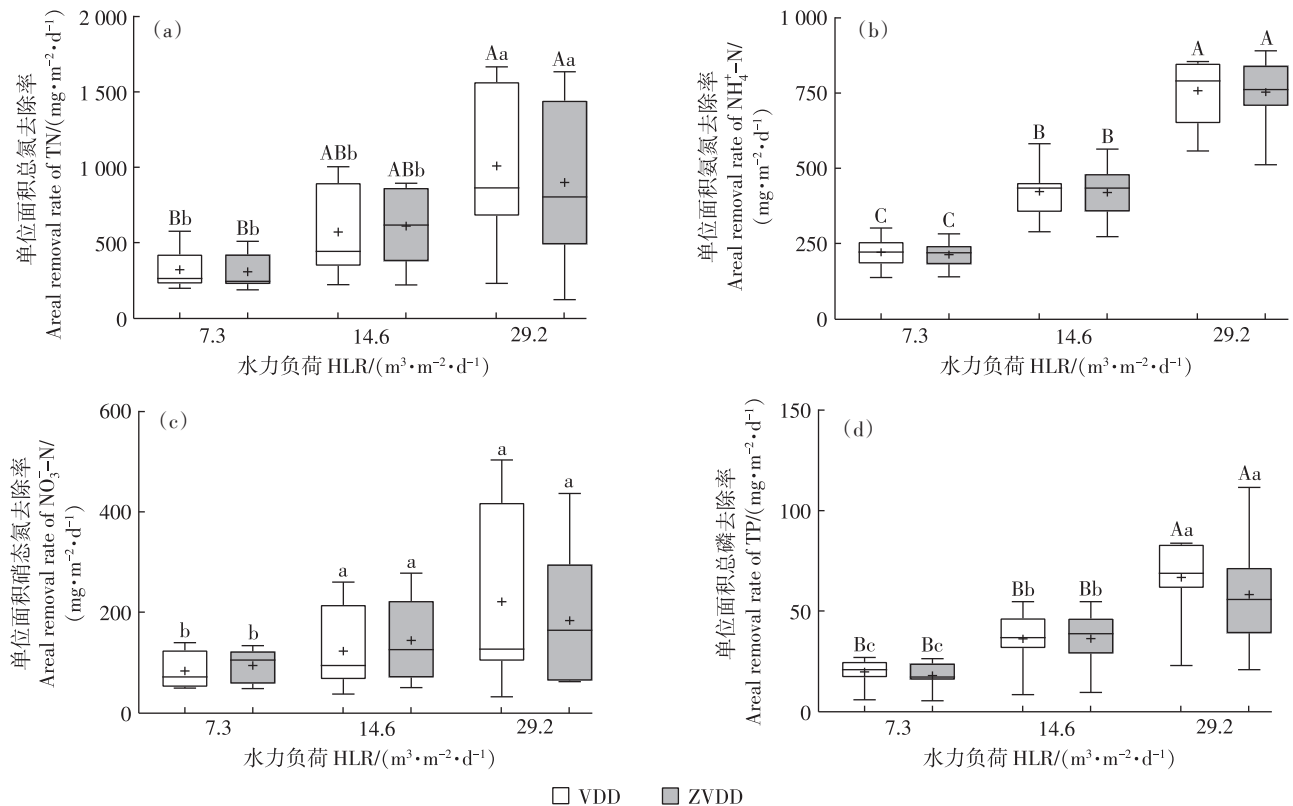 (a)
单位面积总氮去除率
Areal removal rate of TN/(mg·m⁻²·d⁻¹)
2 000
1 500
1 000
500
0
Bb
Bb
ABb
ABb
Aa
Aa
7.3
14.6
29.2
水力负荷 HLR/(m³·m⁻²·d⁻¹)
(b)
单位面积氨氮去除率
Areal removal rate of NH₄⁺-N/
(mg·m⁻²·d⁻¹)
1 000
750
500
250
0
C
C
B
B
A
A
7.3
14.6
29.2
水力负荷 HLR/(m³·m⁻²·d⁻¹)
(c)
单位面积硝态氮去除率
Areal removal rate of NO₃⁻-N/
(mg·m⁻²·d⁻¹)
600
400
200
0
b
b
a
a
a
a
7.3
14.6
29.2
水力负荷 HLR/(m³·m⁻²·d⁻¹)
(d)
单位面积总磷去除率
Areal removal rate of TP/(mg·m⁻²·d⁻¹)
150
100
50
0
Bc
Bc
Bb
Bb
Aa
Aa
7.3
14.6
29.2
水力负荷 HLR/(m³·m⁻²·d⁻¹)
VDD
ZVDD